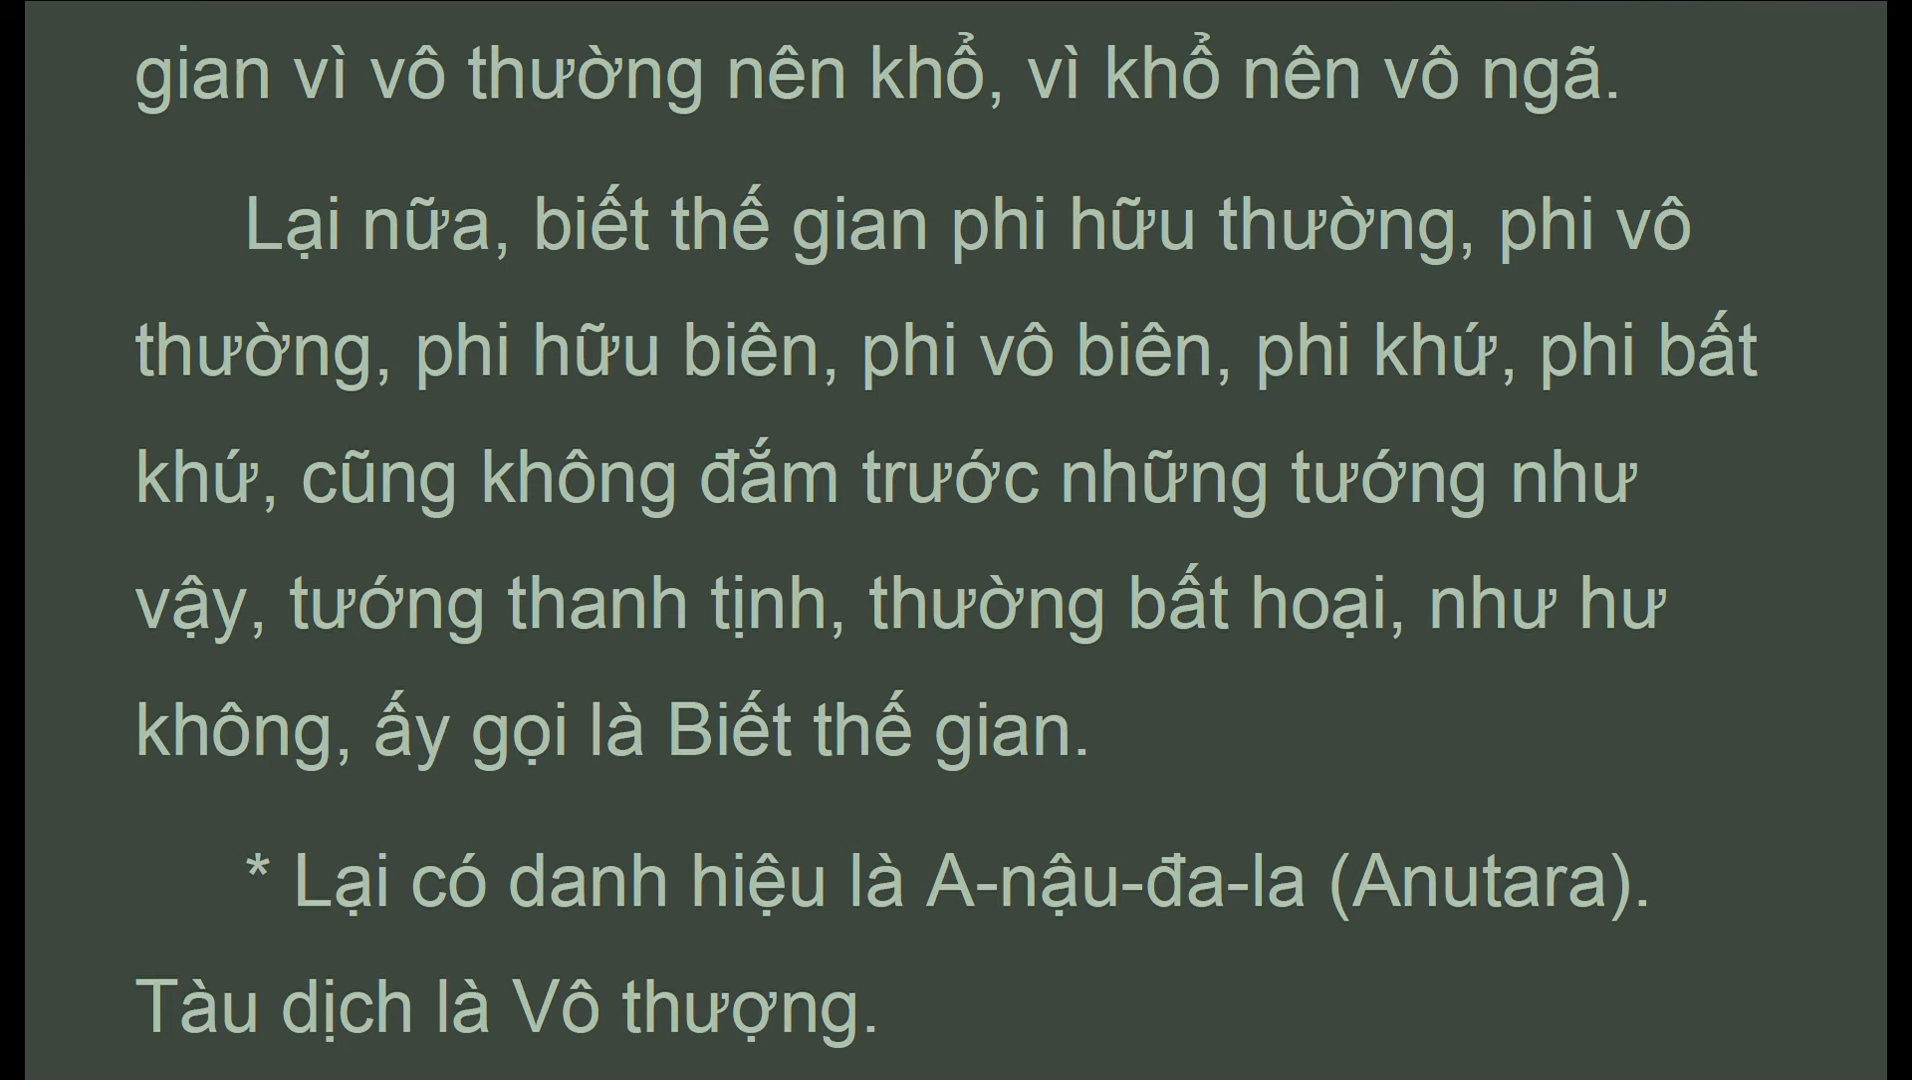 gian vì vô thường nên khổ, vì khổ nên vô ngã.
Lại nữa, biết thế gian phi hữu thường, phi vô
thường, phi hữu biên, phi vô biên, phi khứ, phi bất
khứ, cũng không đắm trước những tướng như
vậy, tướng thanh tịnh, thường bất hoại, như hư
không, ấy gọi là Biết thế gian.
* Lại có danh hiệu là A-nậu-đa-la (Anutara).
Tàu dịch là Vô thượng.